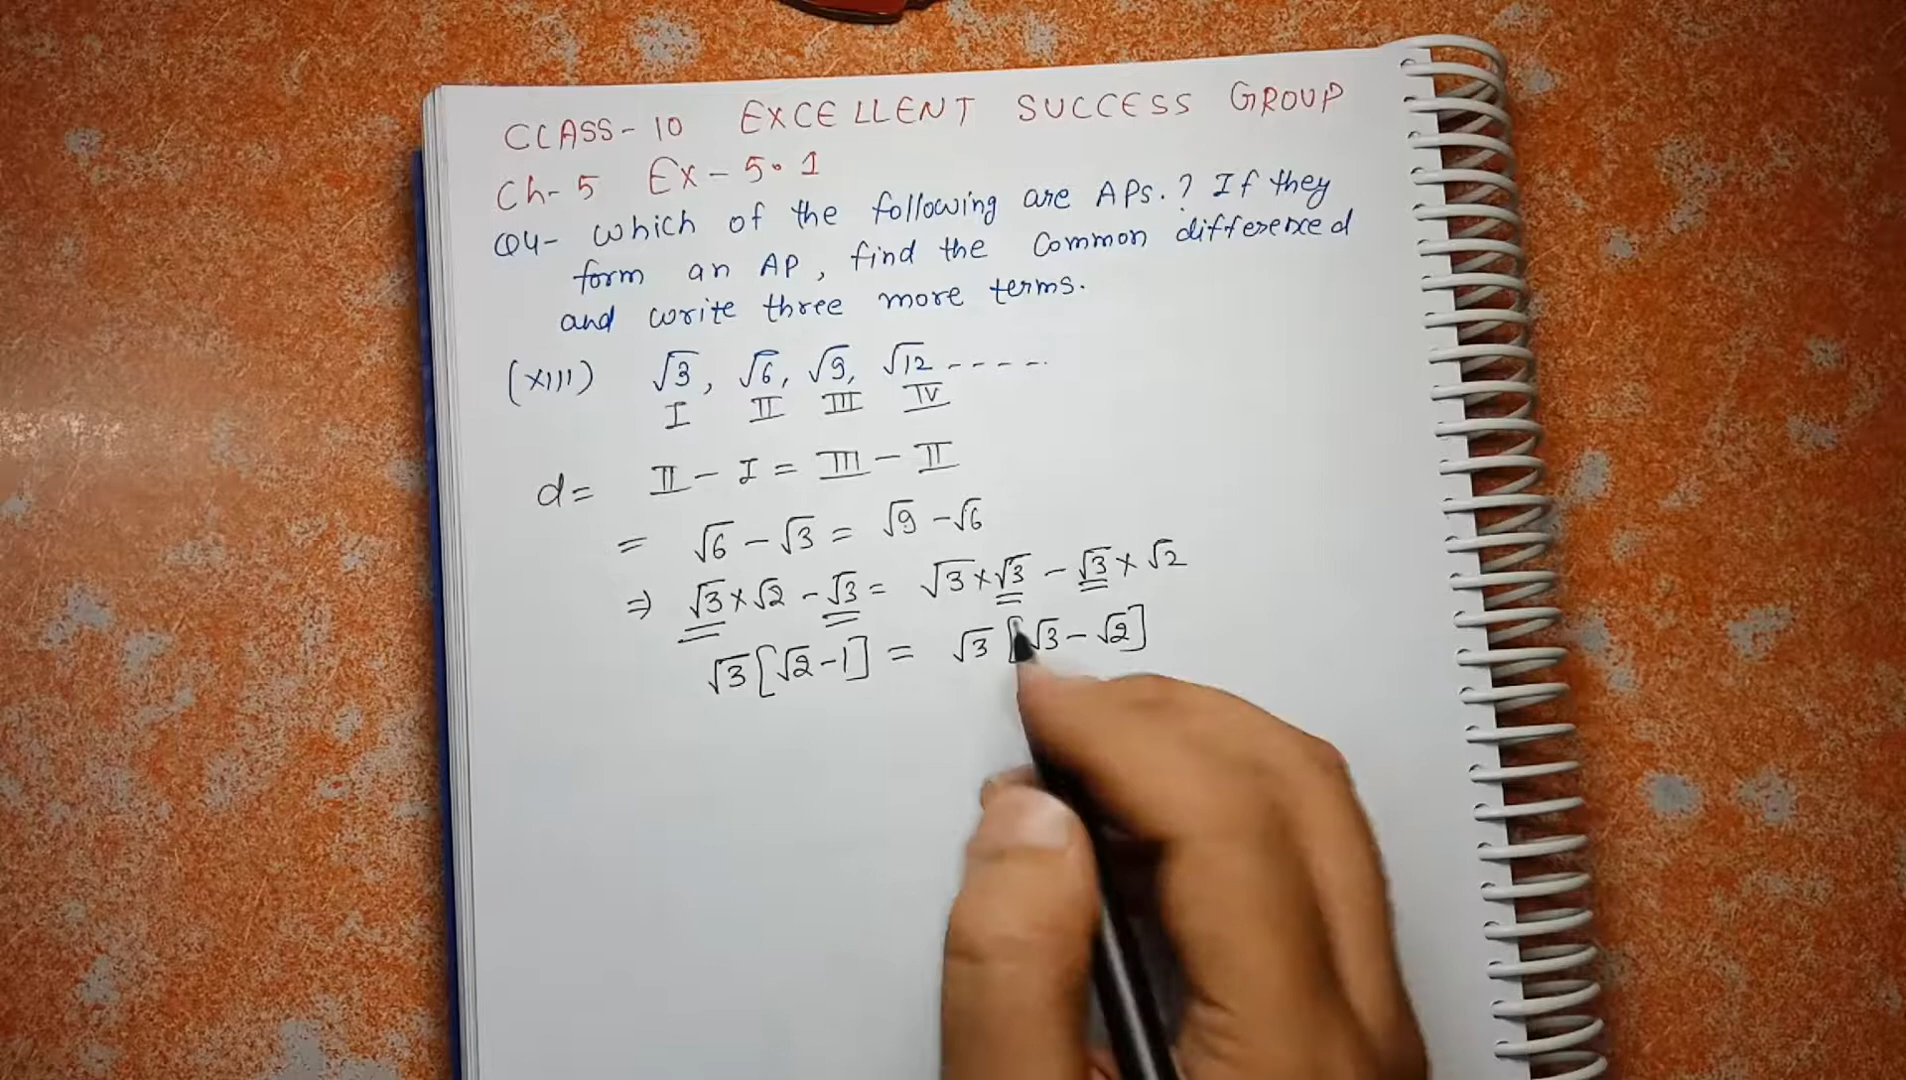 CLASS-10 EXCELLENT SUCCESS GROUP
Ch-5 Ex-5.1
Q4- which of the following are APs.? If they
form an AP, find the common difference d
and write three more terms.
(XIII) √3, √6, √9, √12 -----
I II III IV
d= II - I = III - II
= √6 - √3 = √9 - √6
⇒ √3×√2 - √3 = √3×√3 - √3×√2
√3[√2-1] = √3[√3-√2]